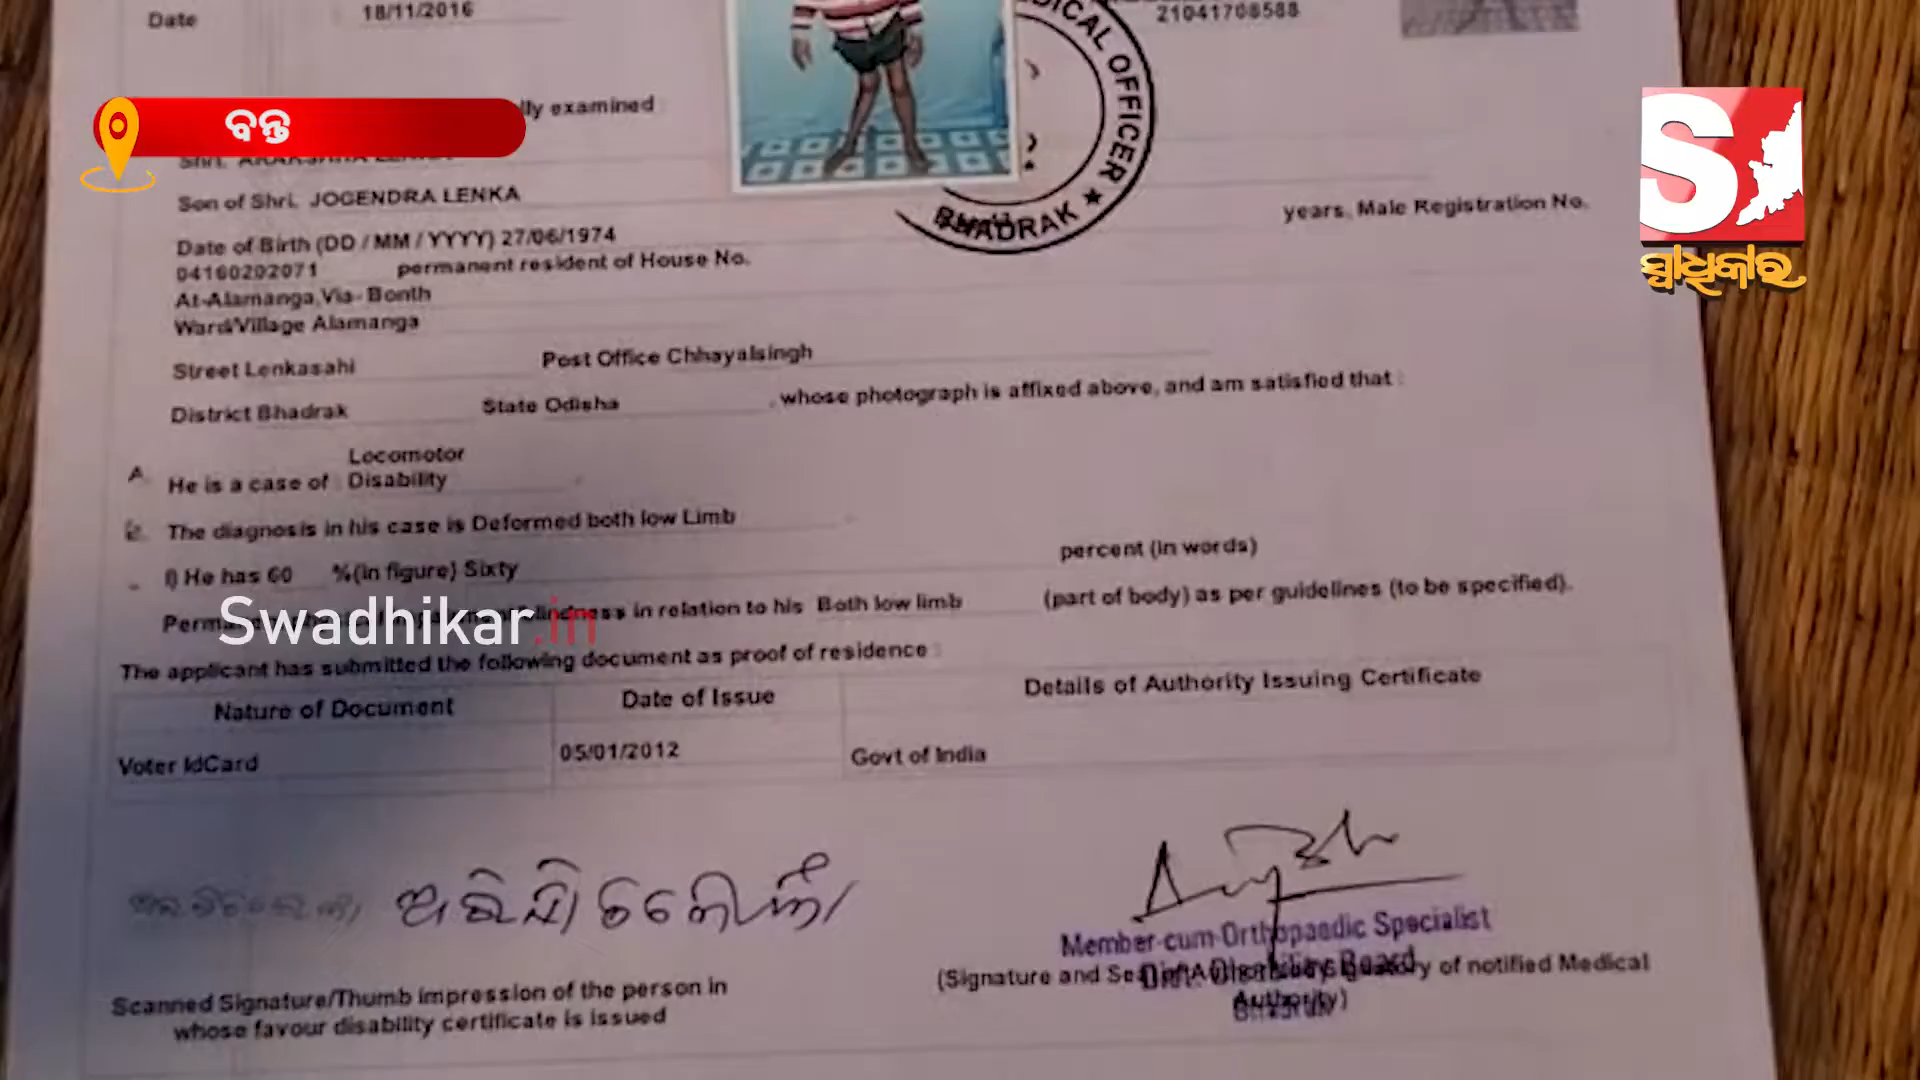 Date 18/11/2016 21041708588
MEDICAL OFFICER ★ BHADRAK
ବନ୍ତ
lly examined
Shri.
Son of Shri. JOGENDRA LENKA
Date of Birth (DD / MM / YYYY) 27/06/1974 years, Male Registration No.
04160202071 permanent resident of House No.
At-Alamanga,Via- Bonth
Ward/Village Alamanga
Street Lenkasahi Post Office Chhayalsingh
District Bhadrak State Odisha , whose photograph is affixed above, and am satisfied that :
A. He is a case of : Locomotor Disability
The diagnosis in his case is Deformed both low Limb
I) He has 60 %(in figure) Sixty percent (in words)
in relation to his Both low limb (part of body) as per guidelines (to be specified).
Swadhikar.in
The applicant has submitted the following document as proof of residence :
Nature of Document Date of Issue Details of Authority Issuing Certificate
Voter IdCard 05/01/2012 Govt of India
Member-cum-Orthopaedic Specialist
(Signature and Seal of Authorised Signatory of notified Medical
Authority)
Scanned Signature/Thumb impression of the person in
whose favour disability certificate is issued
S
ସ୍ୱାଧିକାର